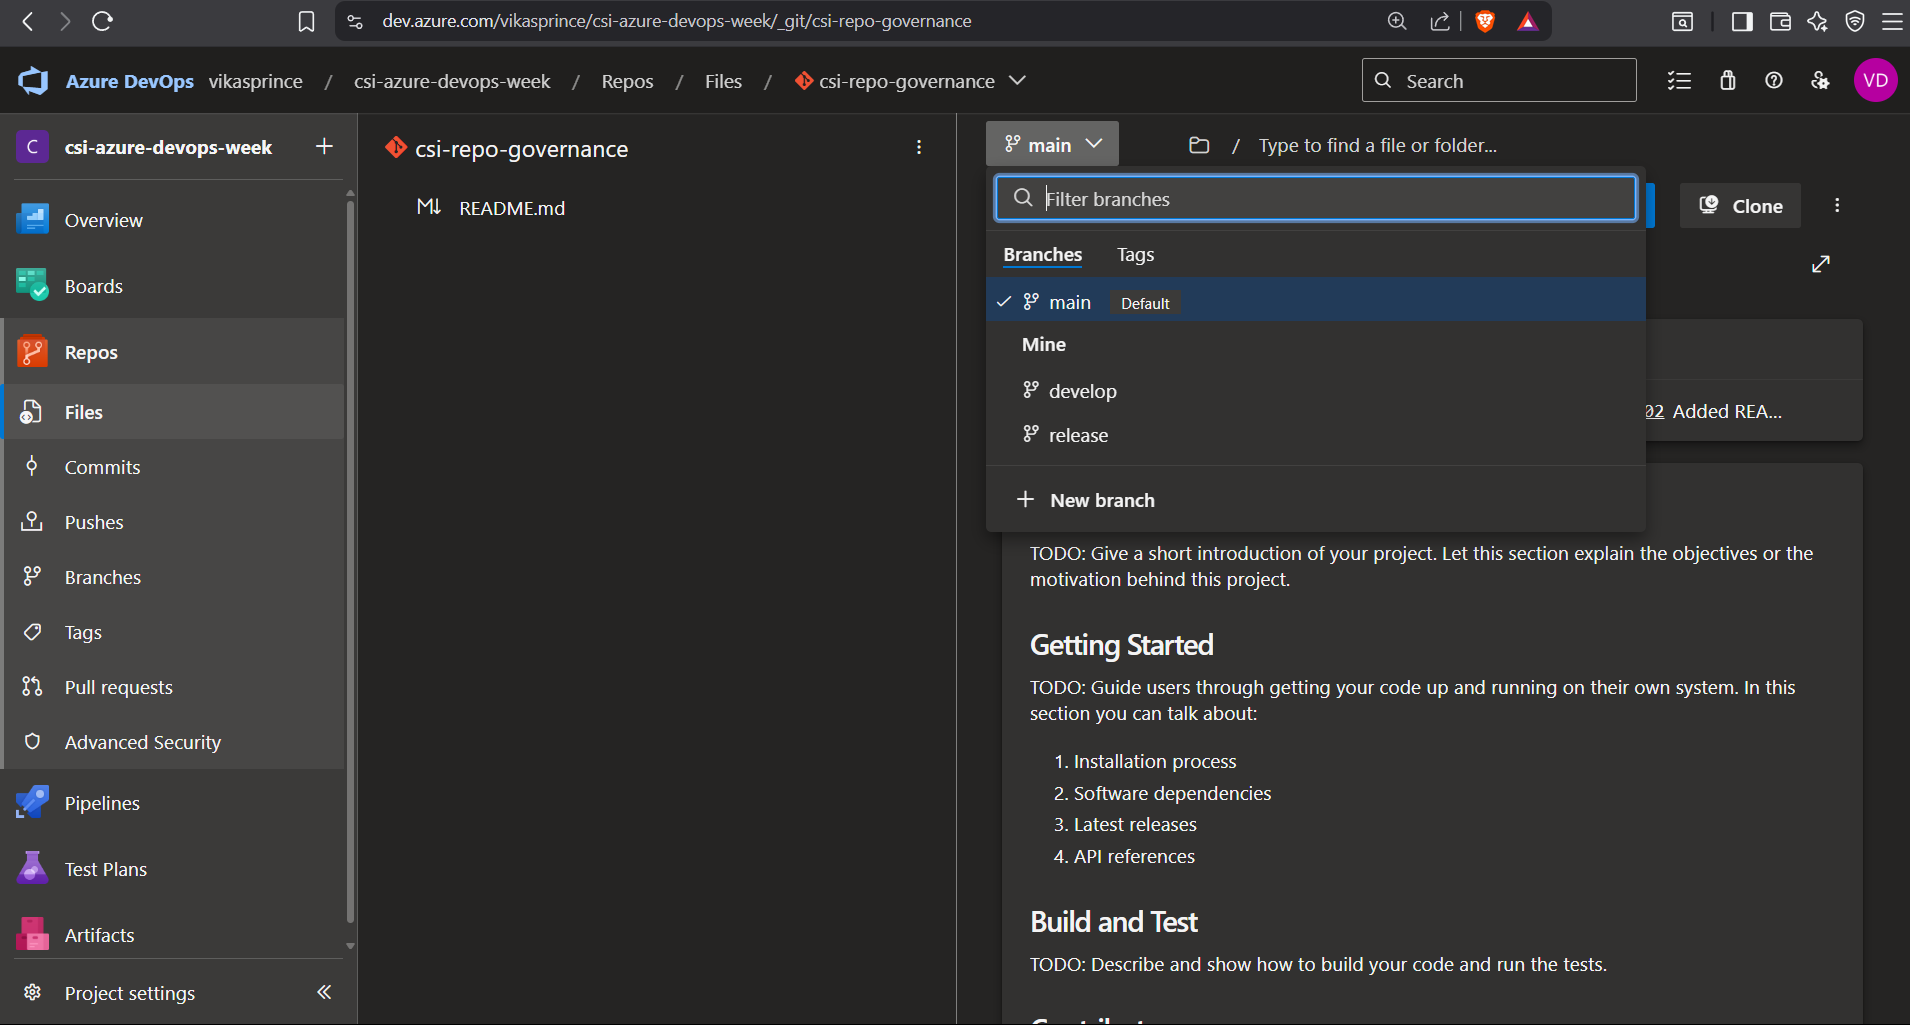 dev.azure.com/vikasprince/csi-azure-devops-week/_git/csi-repo-governance
Azure DevOps vikasprince / csi-azure-devops-week / Repos / Files / csi-repo-governance
Search
VD
C csi-azure-devops-week
Overview
Boards
Repos
Files
Commits
Pushes
Branches
Tags
Pull requests
Advanced Security
Pipelines
Test Plans
Artifacts
Project settings
csi-repo-governance
README.md
main
/ Type to find a file or folder...
Filter branches
Clone
Branches Tags
main Default
Mine
develop
release
02 Added REA...
New branch
TODO: Give a short introduction of your project. Let this section explain the objectives or the
motivation behind this project.
Getting Started
TODO: Guide users through getting your code up and running on their own system. In this
section you can talk about:
1. Installation process
2. Software dependencies
3. Latest releases
4. API references
Build and Test
TODO: Describe and show how to build your code and run the tests.